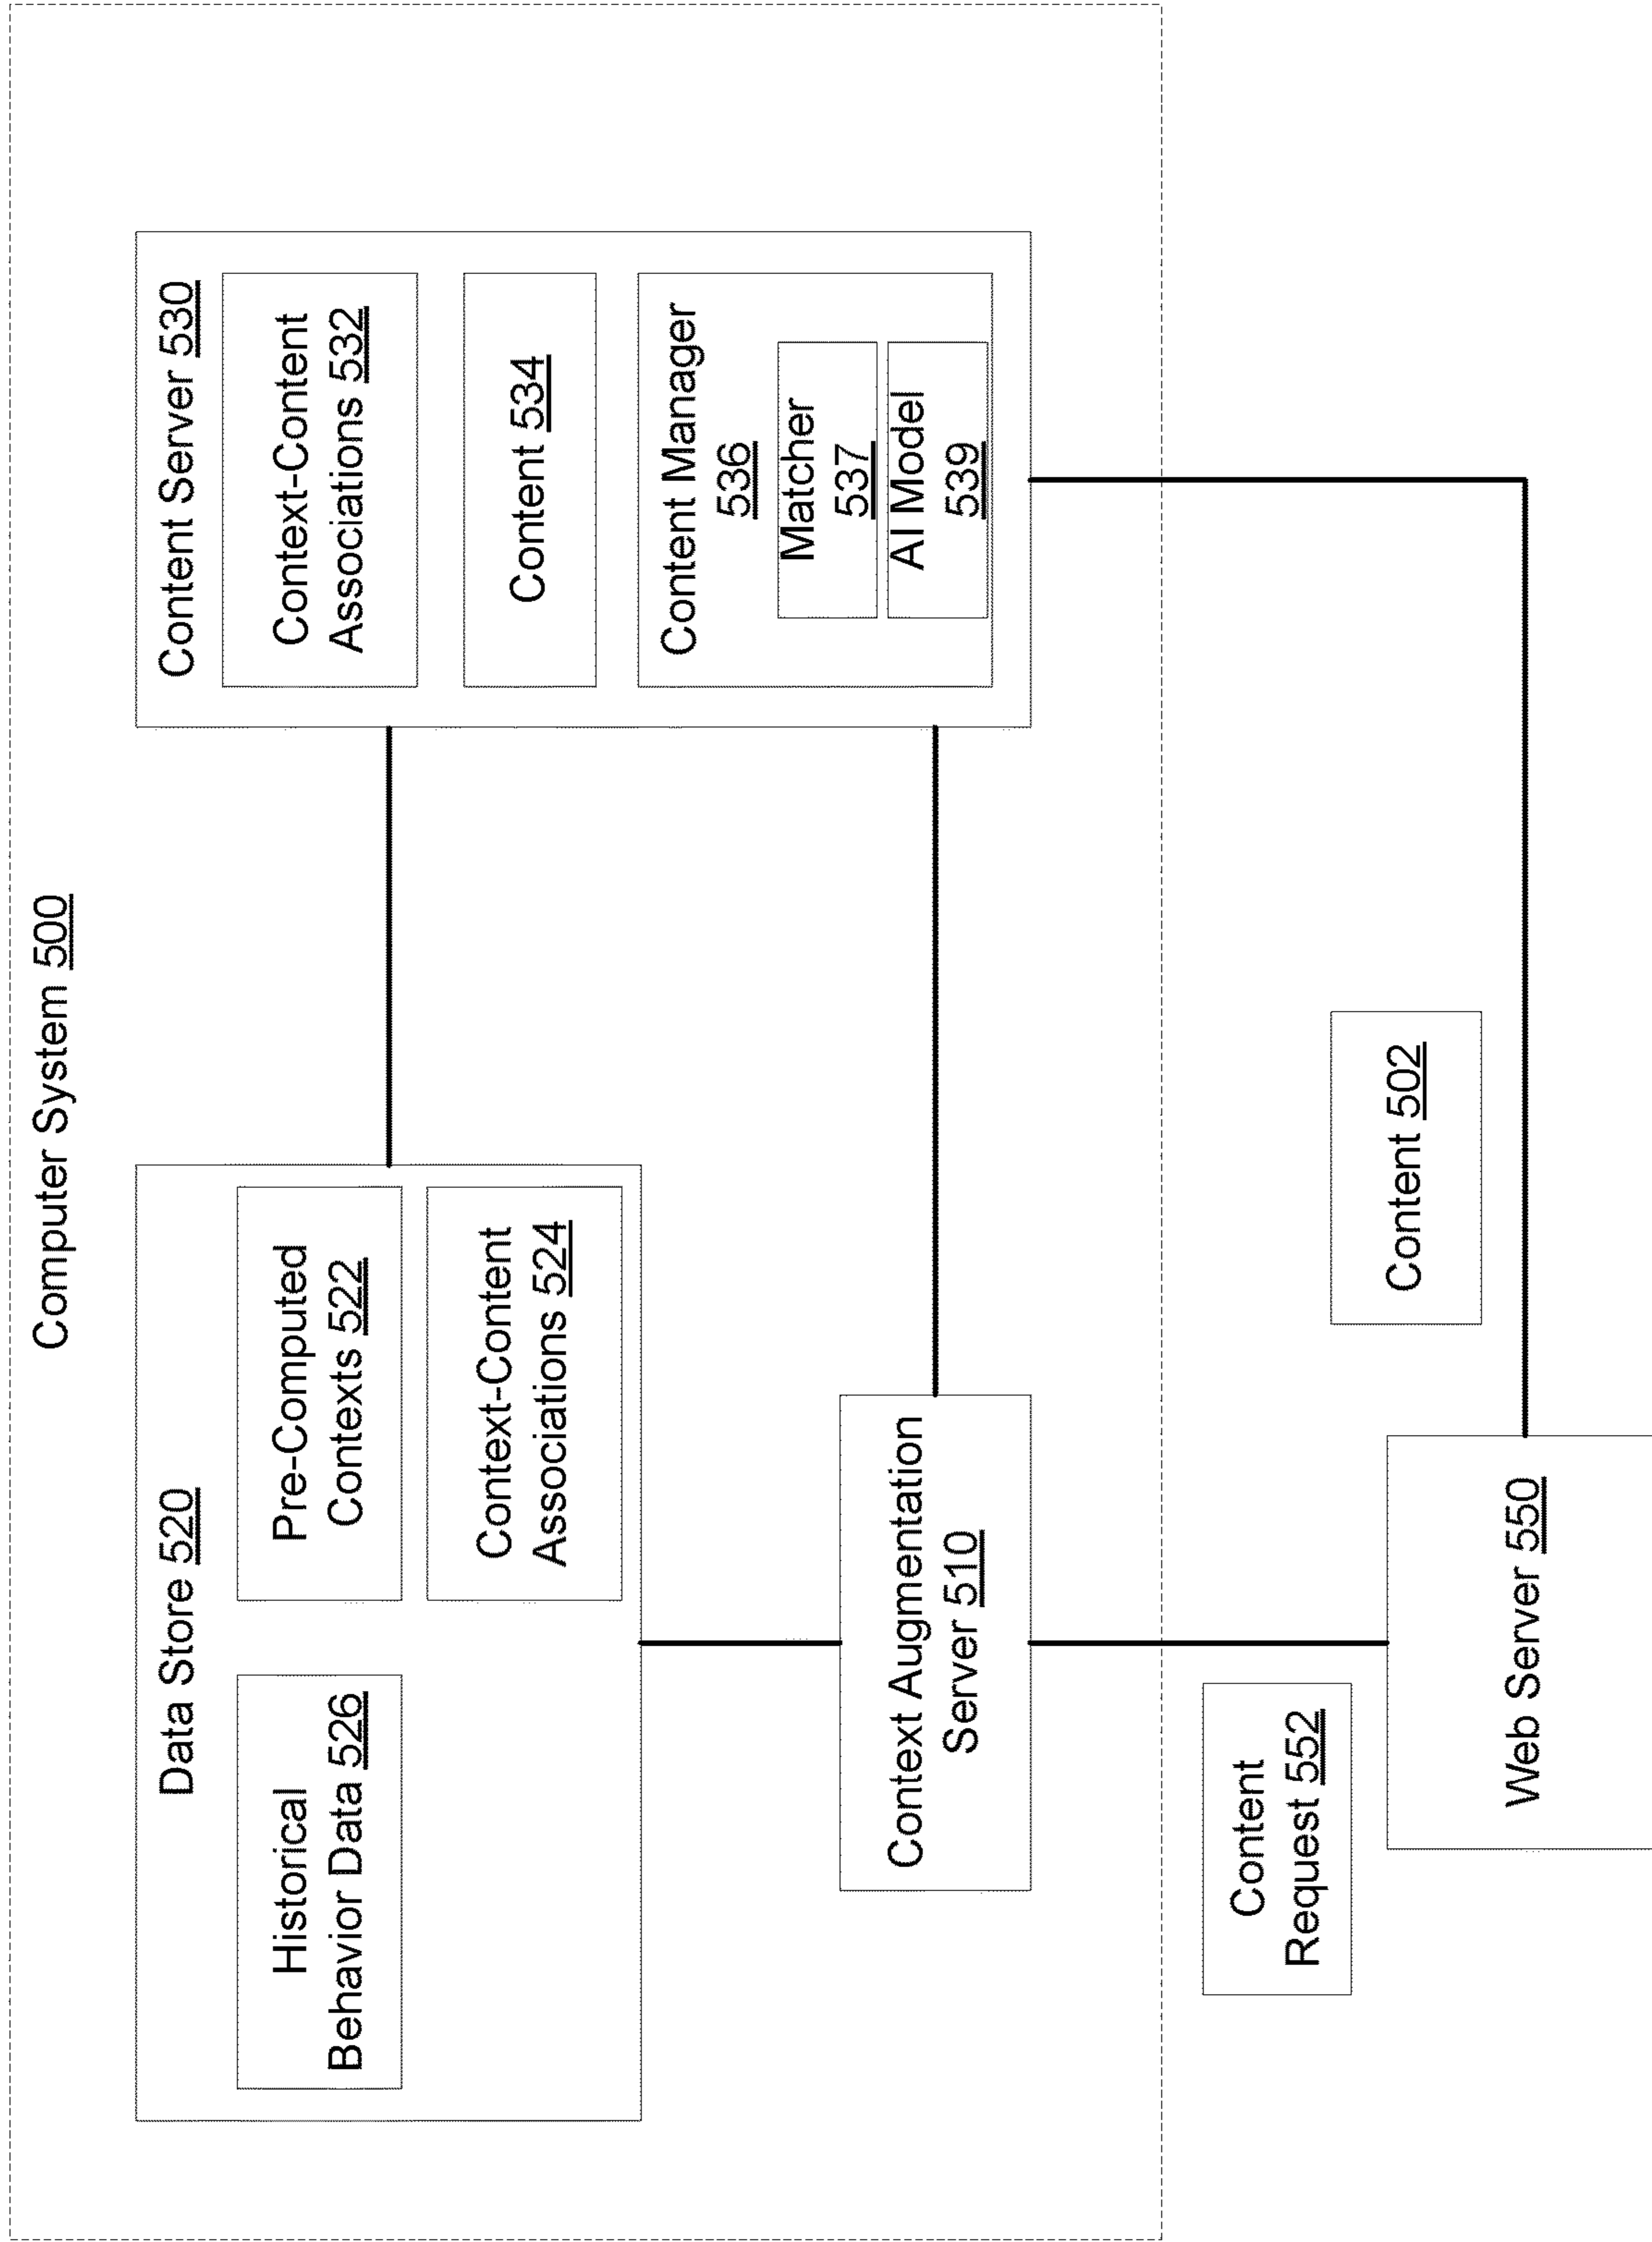 Computer System 500
Data Store 520
Historical
Behavior Data 526
Pre-Computed
Contexts 522
Context-Content
Associations 524
Content Server 530
Context-Content
Associations 532
Content 534
Content Manager
536
Matcher
537
AI Model
539
Context Augmentation
Server 510
Content
Request 552
Content 502
Web Server 550